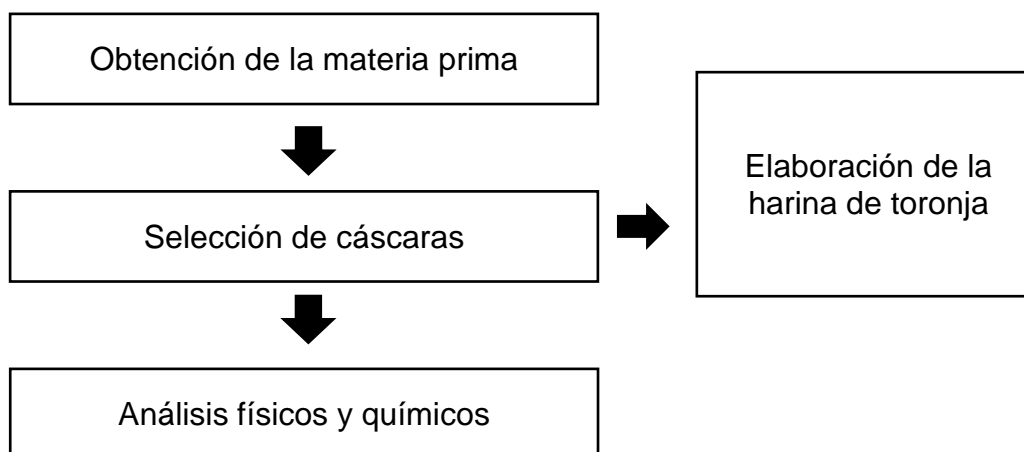 Obtención de la materia prima
Selección de cáscaras
Elaboración de la
harina de toronja
Análisis físicos y químicos